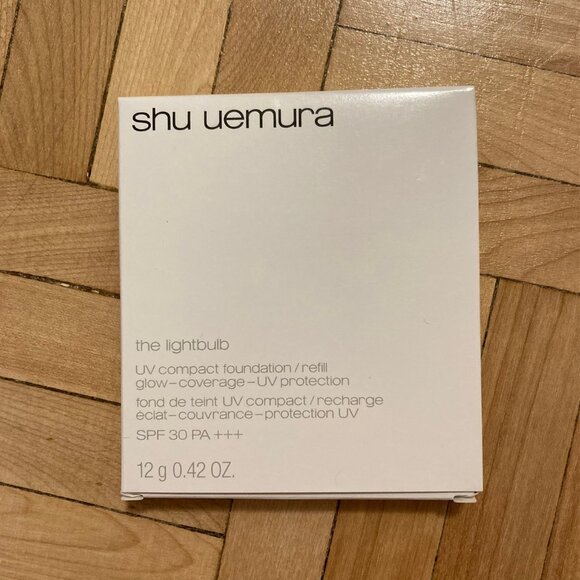 shu uemura
the lightbulb
UV compact foundation / refill
glow – coverage – UV protection
fond de teint UV compact / recharge
éclat – couvrance – protection UV
SPF 30 PA +++
12 g 0.42 OZ.